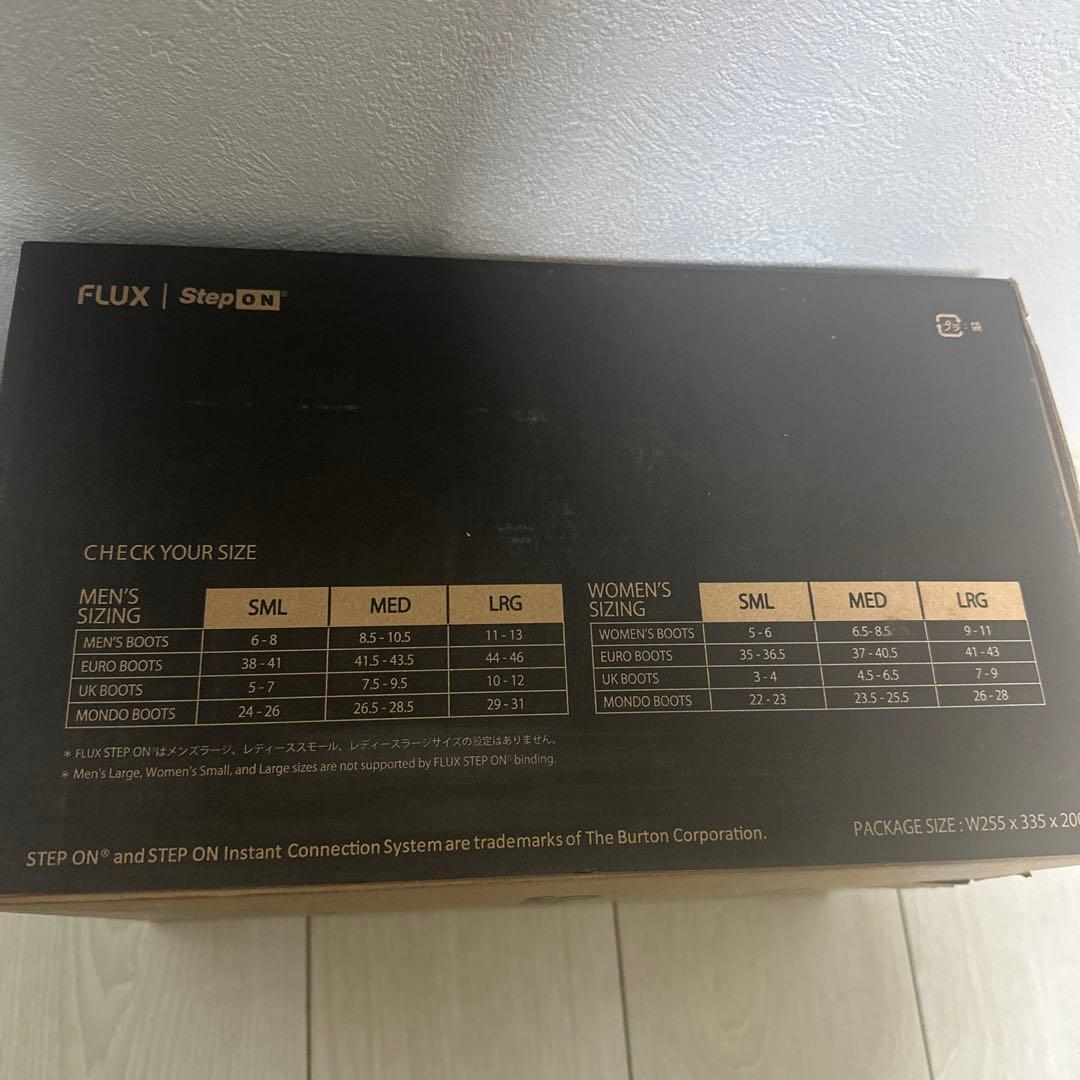 FLUX | Step ON®
プラ : 袋
CHECK YOUR SIZE
MEN'S SIZING SML MED LRG
MEN'S BOOTS 6 - 8 8.5 - 10.5 11 - 13
EURO BOOTS 38 - 41 41.5 - 43.5 44 - 46
UK BOOTS 5 - 7 7.5 - 9.5 10 - 12
MONDO BOOTS 24 - 26 26.5 - 28.5 29 - 31
WOMEN'S SIZING SML MED LRG
WOMEN'S BOOTS 5 - 6 6.5 - 8.5 9 - 11
EURO BOOTS 35 - 36.5 37 - 40.5 41 - 43
UK BOOTS 3 - 4 4.5 - 6.5 7 - 9
MONDO BOOTS 22 - 23 23.5 - 25.5 26 - 28
* FLUX STEP ON®はメンズラージ、レディーススモール、レディースラージサイズの設定はありません。
* Men's Large, Women's Small, and Large sizes are not supported by FLUX STEP ON® binding.
PACKAGE SIZE : W255 x 335 x 200
STEP ON® and STEP ON Instant Connection System are trademarks of The Burton Corporation.